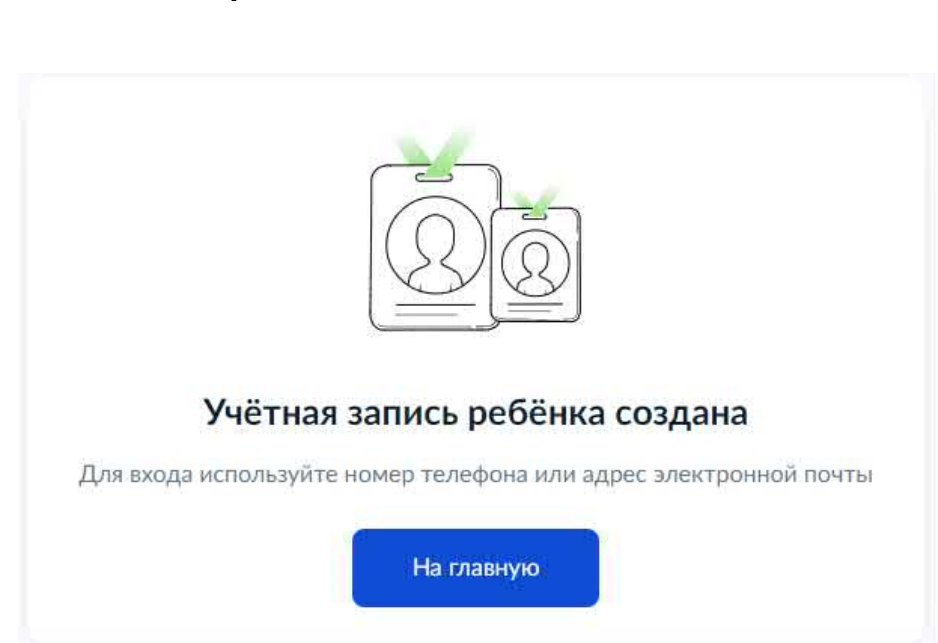 Учётная запись ребёнка создана
Для входа используйте номер телефона или адрес электронной почты
На главную